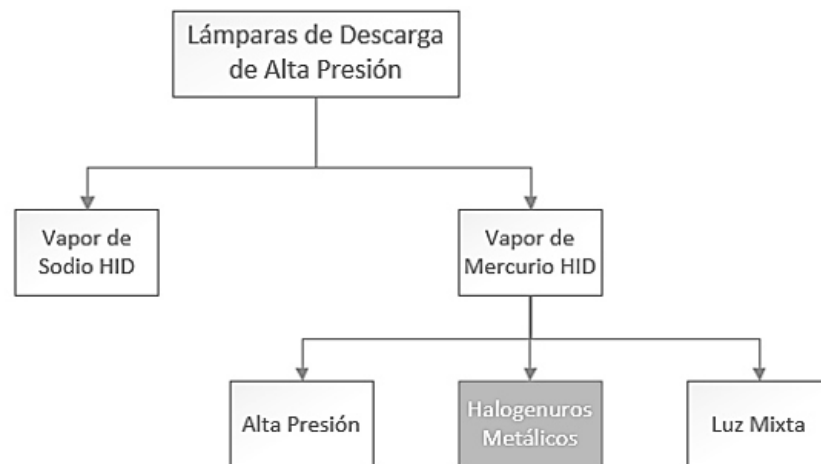 Lámparas de Descarga
de Alta Presión
Vapor de
Sodio HID
Vapor de
Mercurio HID
Alta Presión
Halogenuros
Metálicos
Luz Mixta